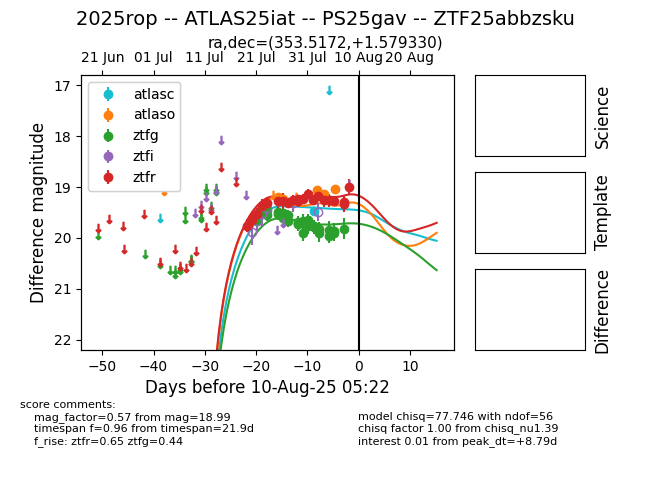 2025rop -- ATLAS25iat -- PS25gav -- ZTF25abbzsku
ra,dec=(353.5172,+1.579330)
21 Jun 01 Jul 11 Jul 21 Jul 31 Jul 10 Aug 20 Aug
17
18
19
20
21
22
Difference magnitude
atlasc
atlaso
ztfg
ztfi
ztfr
−50 −40 −30 −20 −10 0 10
Days before 10-Aug-25 05:22
Science
Template
Difference
score comments:
mag_factor=0.57 from mag=18.99
timespan f=0.96 from timespan=21.9d
f_rise: ztfr=0.65 ztfg=0.44
model chisq=77.746 with ndof=56
chisq factor 1.00 from chisq_nu1.39
interest 0.01 from peak_dt=+8.79d